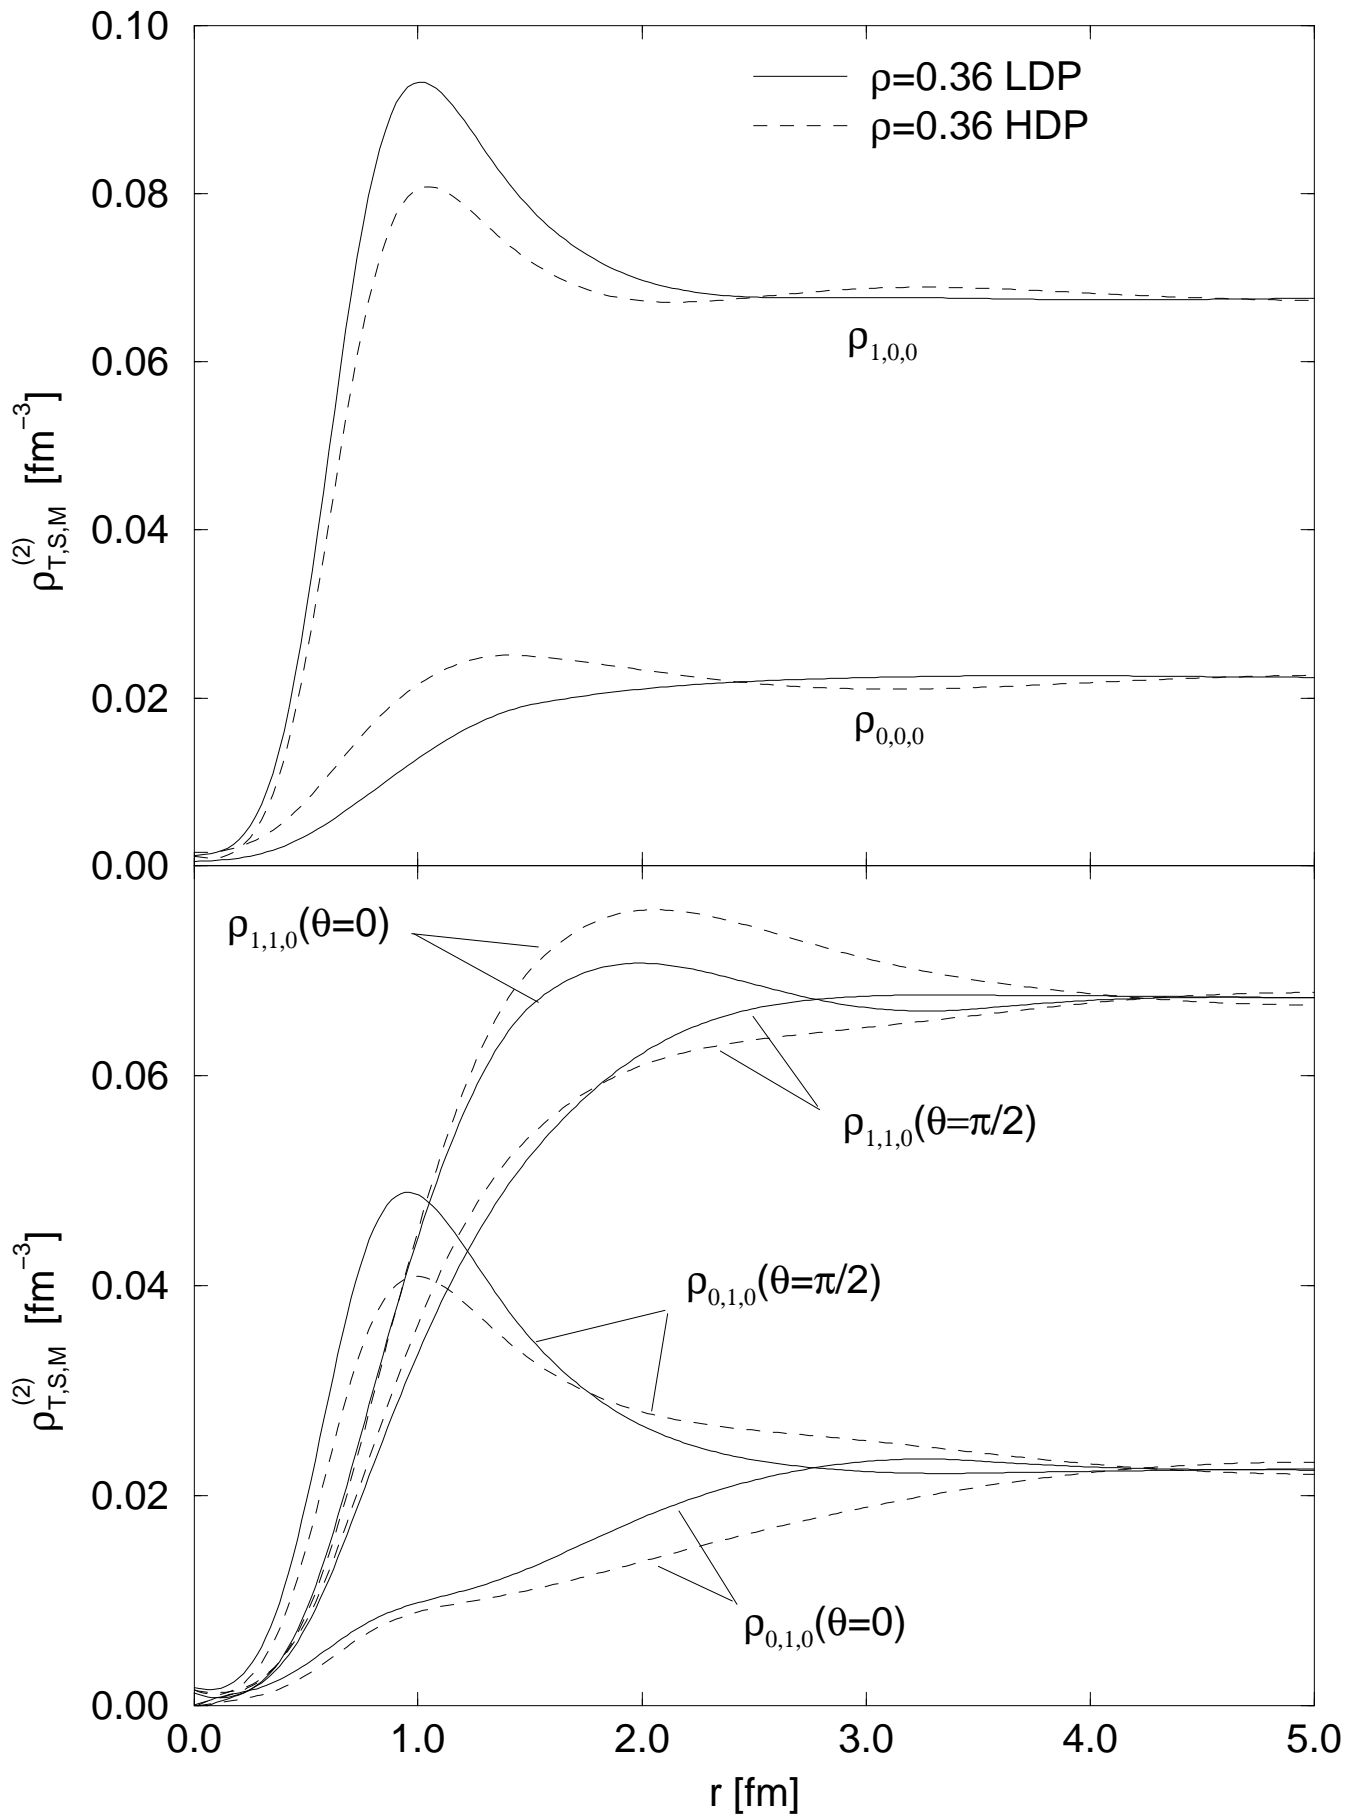 0.10
ρ=0.36 LDP
ρ=0.36 HDP
0.08
0.06
0.04
0.02
0.00
ρ(2)T,S,M [fm−3]
ρ1,0,0
ρ0,0,0
ρ1,1,0(θ=0)
0.06
ρ1,1,0(θ=π/2)
0.04
ρ0,1,0(θ=π/2)
0.02
ρ0,1,0(θ=0)
0.00
ρ(2)T,S,M [fm−3]
0.0 1.0 2.0 3.0 4.0 5.0
r [fm]